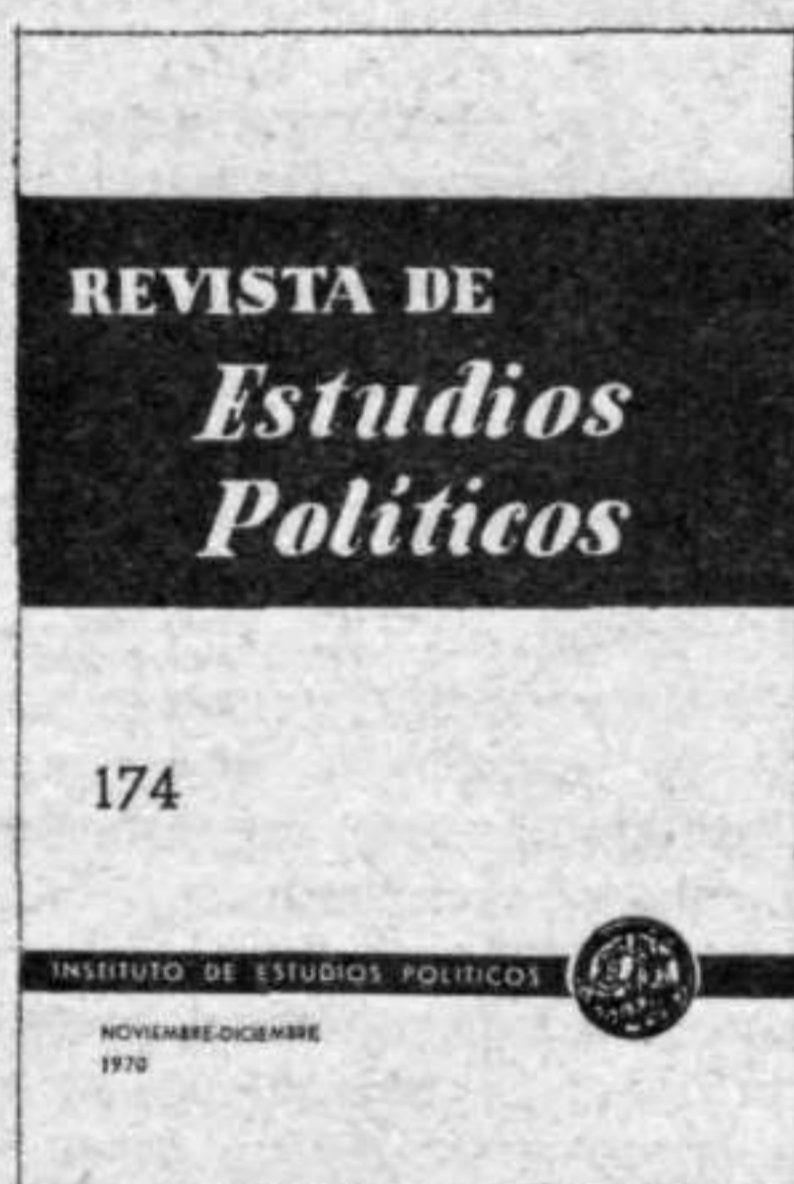 REVISTA DE
Estudios
Políticos
174
INSTITUTO DE ESTUDIOS POLITICOS
NOVIEMBRE-DICIEMBRE
1970